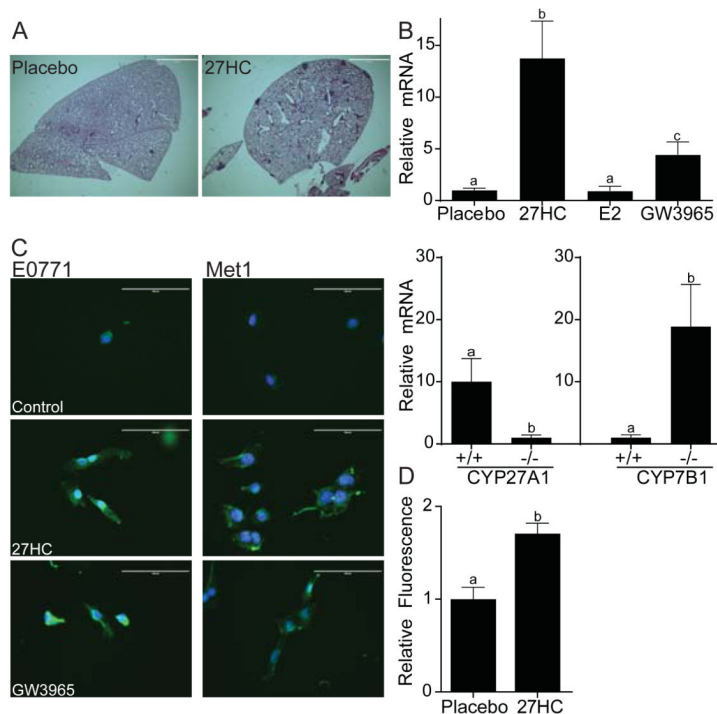 A
Placebo
27HC
B
Relative mRNA
15
10
5
0
a
b
a
c
Placebo
27HC
E2
GW3965
C
E0771
Met1
Control
27HC
GW3965
Relative mRNA
30
20
10
0
a
b
+/+
-/-
CYP27A1
30
20
10
0
a
b
+/+
-/-
CYP7B1
D
Relative Fluorescence
2
1
0
a
b
Placebo
27HC